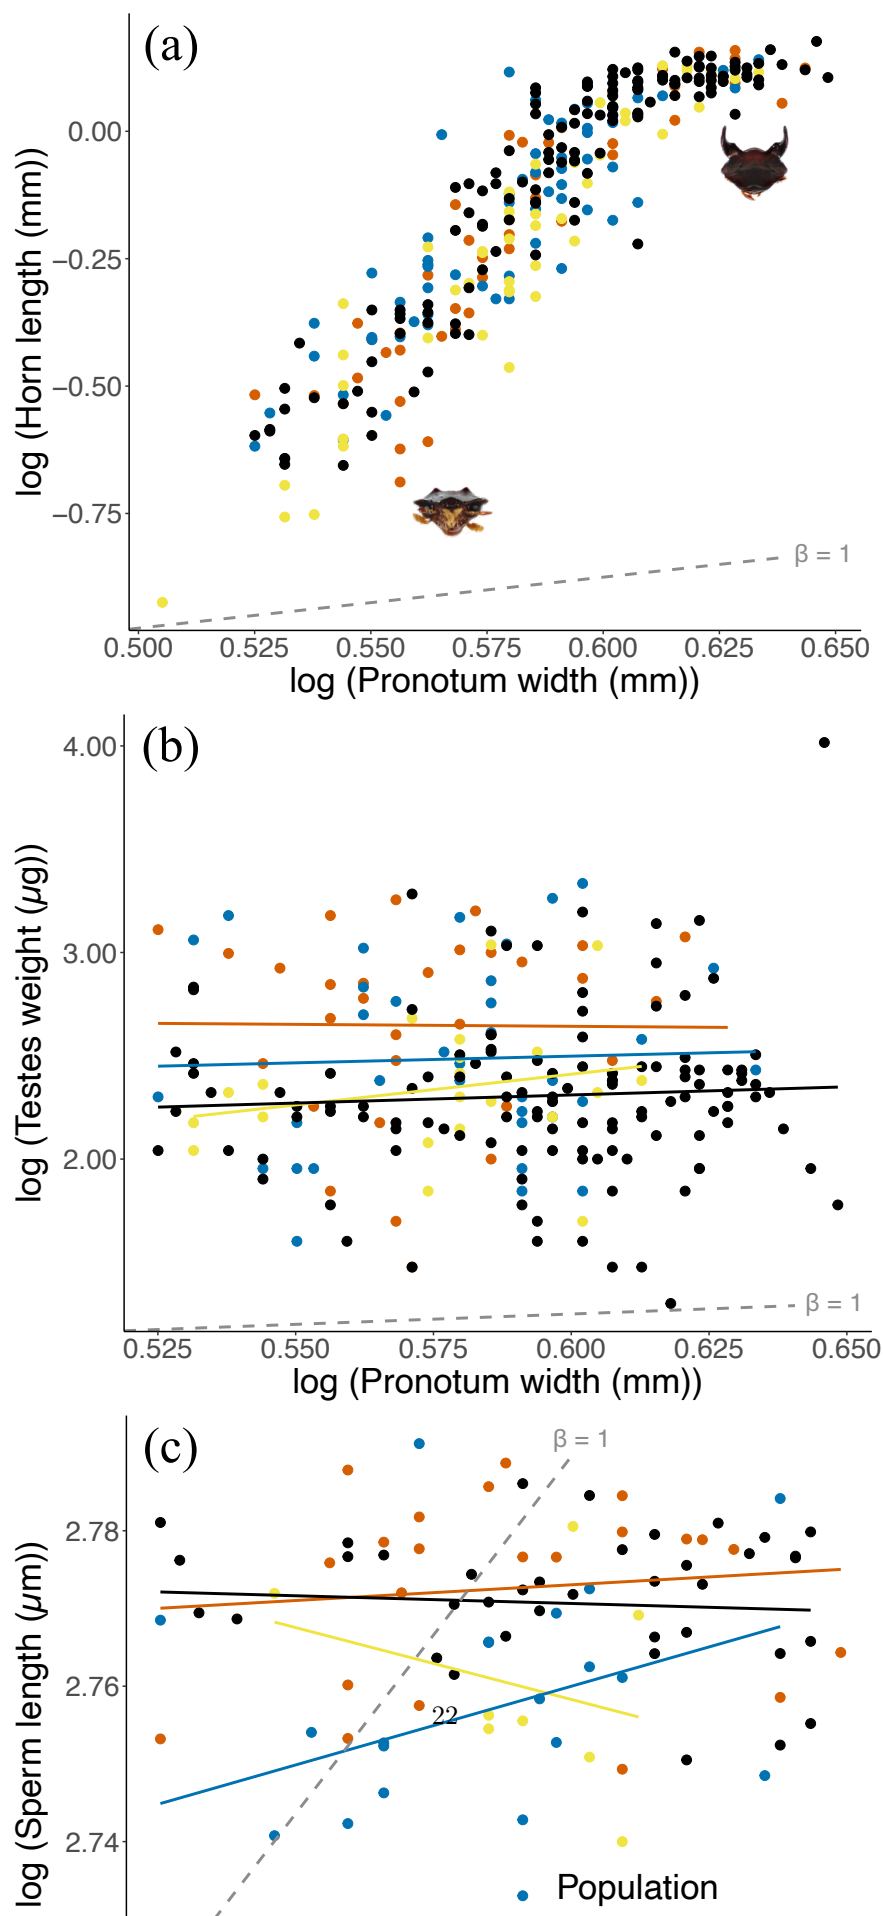 (a)
log (Horn length (mm))
0.00
−0.25
−0.50
−0.75
β = 1
0.500 0.525 0.550 0.575 0.600 0.625 0.650
log (Pronotum width (mm))
(b)
log (Testes weight (µg))
4.00
3.00
2.00
β = 1
0.525 0.550 0.575 0.600 0.625 0.650
log (Pronotum width (mm))
(c)
log (Sperm length (µm))
β = 1
2.78
2.76
22
2.74
Population